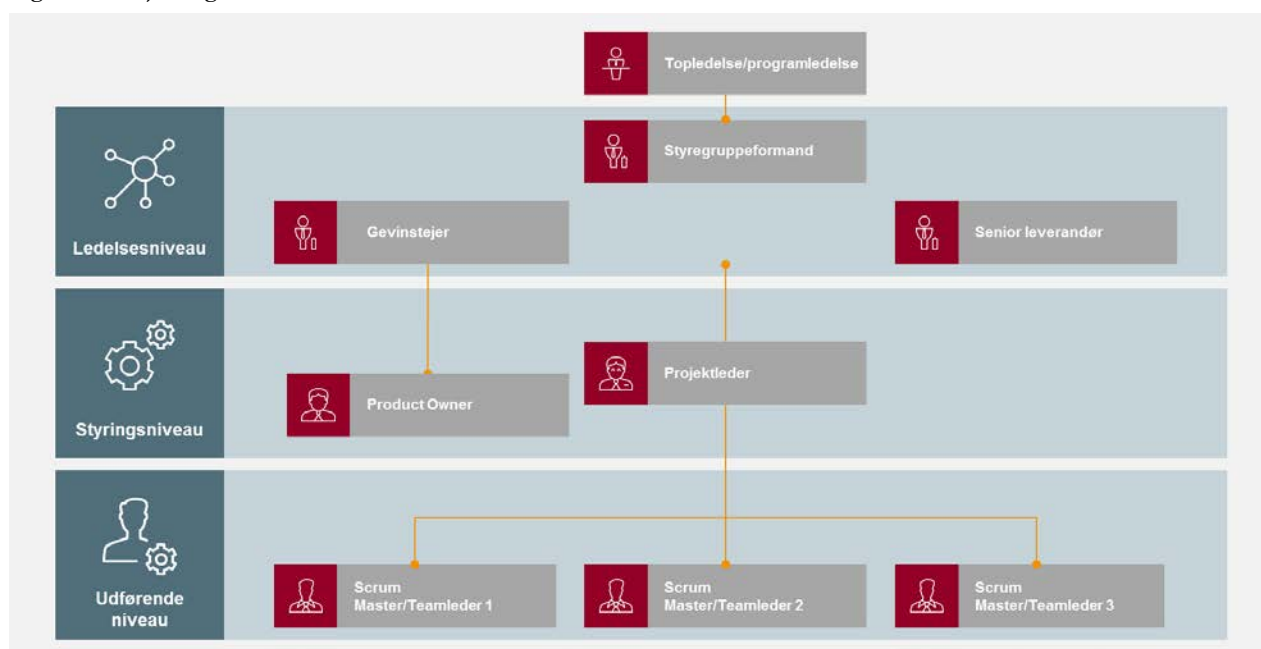 Topledelse/programledelse
Styregruppeformand
Ledelsesniveau
Gevinstejer
Senior leverandør
Styringsniveau
Projektleder
Product Owner
Udførende
niveau
Scrum
Master/Teamleder 1
Scrum
Master/Teamleder 2
Scrum
Master/Teamleder 3